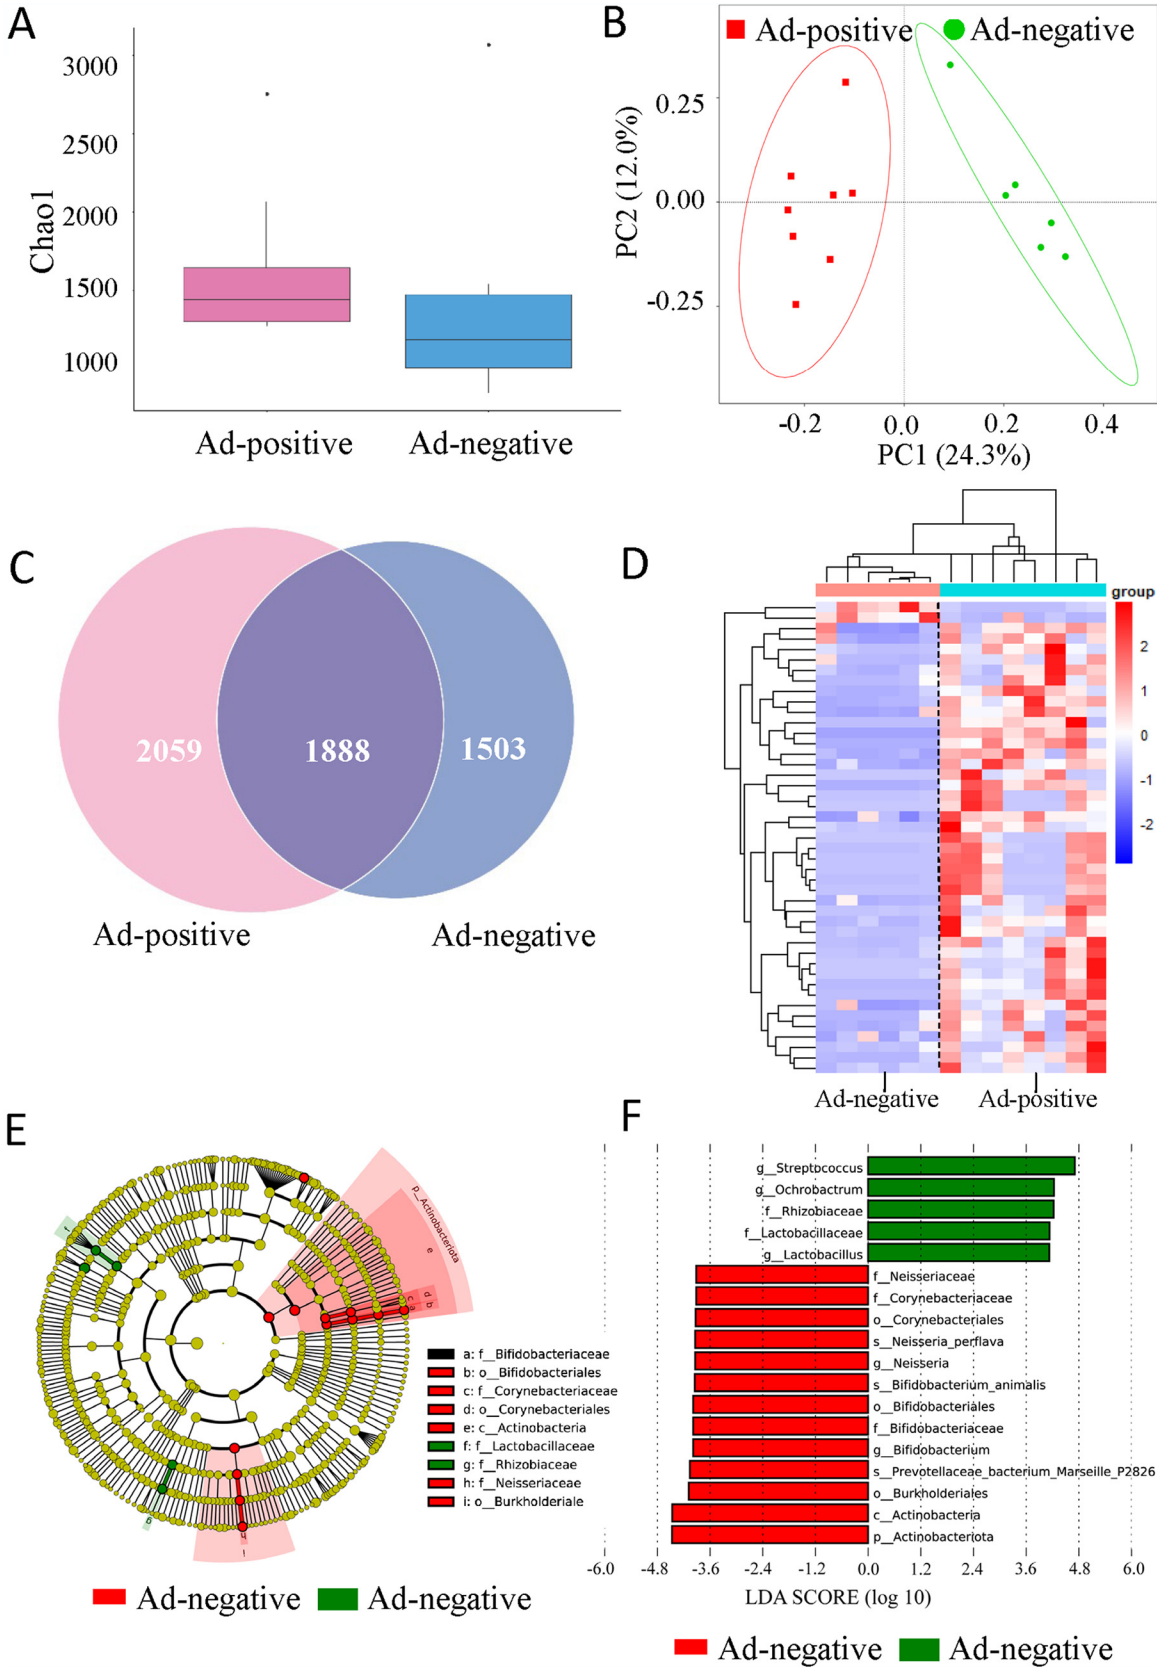 A
3000
2500
2000
1500
1000
Chao1
Ad-positive
Ad-negative
B
Ad-positive
Ad-negative
0.25
0.00
-0.25
PC2 (12.0%)
-0.2
0.0
0.2
0.4
PC1 (24.3%)
C
2059
1888
1503
Ad-positive
Ad-negative
D
group
2
1
0
-1
-2
Ad-negative
Ad-positive
E
p__Actinobacteriota
e
d
b
c
a
f
g
h
i
a: f__Bifidobacteriaceae
b: o__Bifidobacteriales
c: f__Corynebacteriaceae
d: o__Corynebacteriales
e: c__Actinobacteria
f: f__Lactobacillaceae
g: f__Rhizobiaceae
h: f__Neisseriaceae
i: o__Burkholderiale
Ad-negative
Ad-negative
F
g__Streptococcus
g__Ochrobactrum
f__Rhizobiaceae
f__Lactobacillaceae
g__Lactobacillus
f__Neisseriaceae
f__Corynebacteriaceae
o__Corynebacteriales
s__Neisseria_perflava
g__Neisseria
s__Bifidobacterium_animalis
o__Bifidobacteriales
f__Bifidobacteriaceae
g__Bifidobacterium
s__Prevotellaceae_bacterium_Marseille_P2826
o__Burkholderiales
c__Actinobacteria
p__Actinobacteriota
-6.0
-4.8
-3.6
-2.4
-1.2
0.0
1.2
2.4
3.6
4.8
6.0
LDA SCORE (log 10)
Ad-negative
Ad-negative